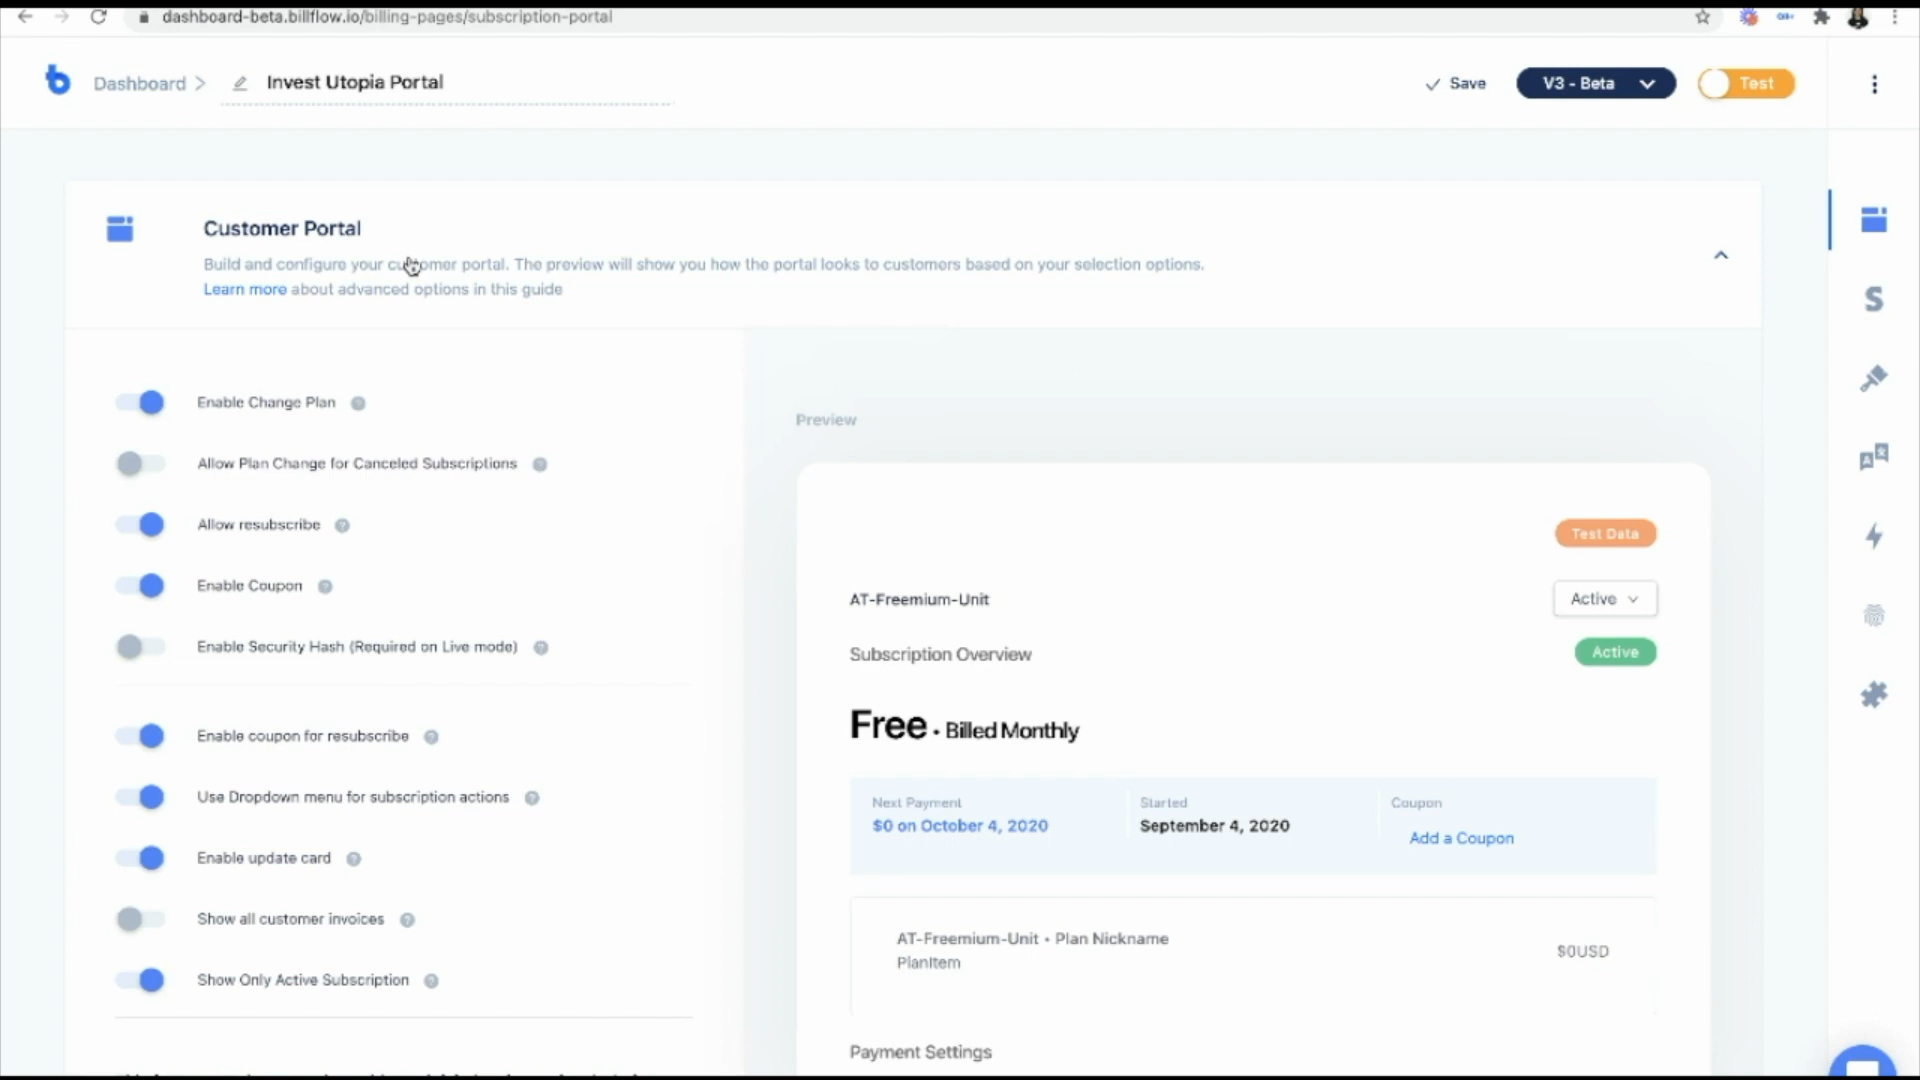 dashboard-beta.billflow.io/billing-pages/subscription-portal
Dashboard > Invest Utopia Portal
Save
V3 - Beta
Test
Customer Portal
Build and configure your customer portal. The preview will show you how the portal looks to customers based on your selection options.
Learn more about advanced options in this guide
Enable Change Plan
Allow Plan Change for Canceled Subscriptions
Allow resubscribe
Enable Coupon
Enable Security Hash (Required on Live mode)
Enable coupon for resubscribe
Use Dropdown menu for subscription actions
Enable update card
Show all customer invoices
Show Only Active Subscription
Preview
Test Data
AT-Freemium-Unit
Active
Subscription Overview
Active
Free · Billed Monthly
Next Payment
$0 on October 4, 2020
Started
September 4, 2020
Coupon
Add a Coupon
AT-Freemium-Unit • Plan Nickname
PlanItem
$0USD
Payment Settings